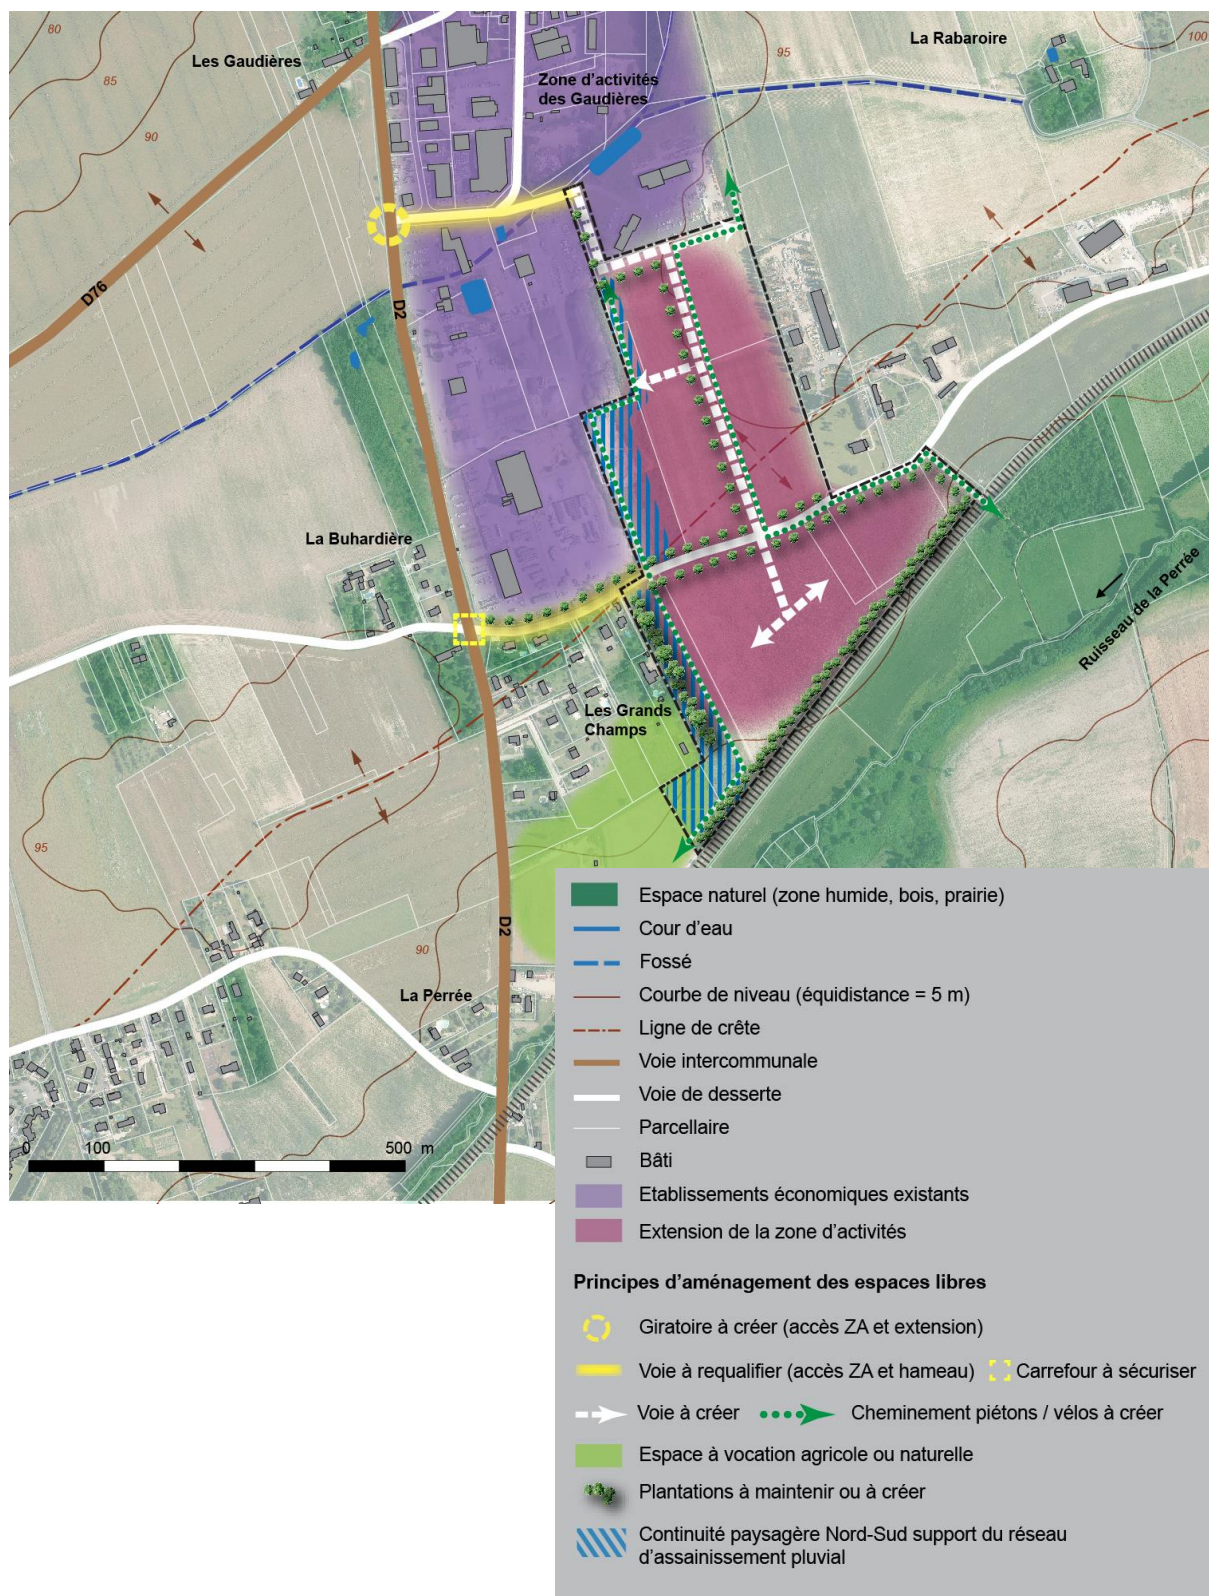 80
Les Gaudières
85
90
Zone d'activités
des Gaudières
95
La Rabaroire
100
D76
D2
La Buhardière
Les Grands
Champs
Ruisseau de la Perrée
95
90
D2
La Perrée
0 100 500 m
Espace naturel (zone humide, bois, prairie)
Cour d'eau
Fossé
Courbe de niveau (équidistance = 5 m)
Ligne de crête
Voie intercommunale
Voie de desserte
Parcellaire
Bâti
Etablissements économiques existants
Extension de la zone d'activités
Principes d'aménagement des espaces libres
Giratoire à créer (accès ZA et extension)
Voie à requalifier (accès ZA et hameau) Carrefour à sécuriser
Voie à créer Cheminement piétons / vélos à créer
Espace à vocation agricole ou naturelle
Plantations à maintenir ou à créer
Continuité paysagère Nord-Sud support du réseau
d'assainissement pluvial